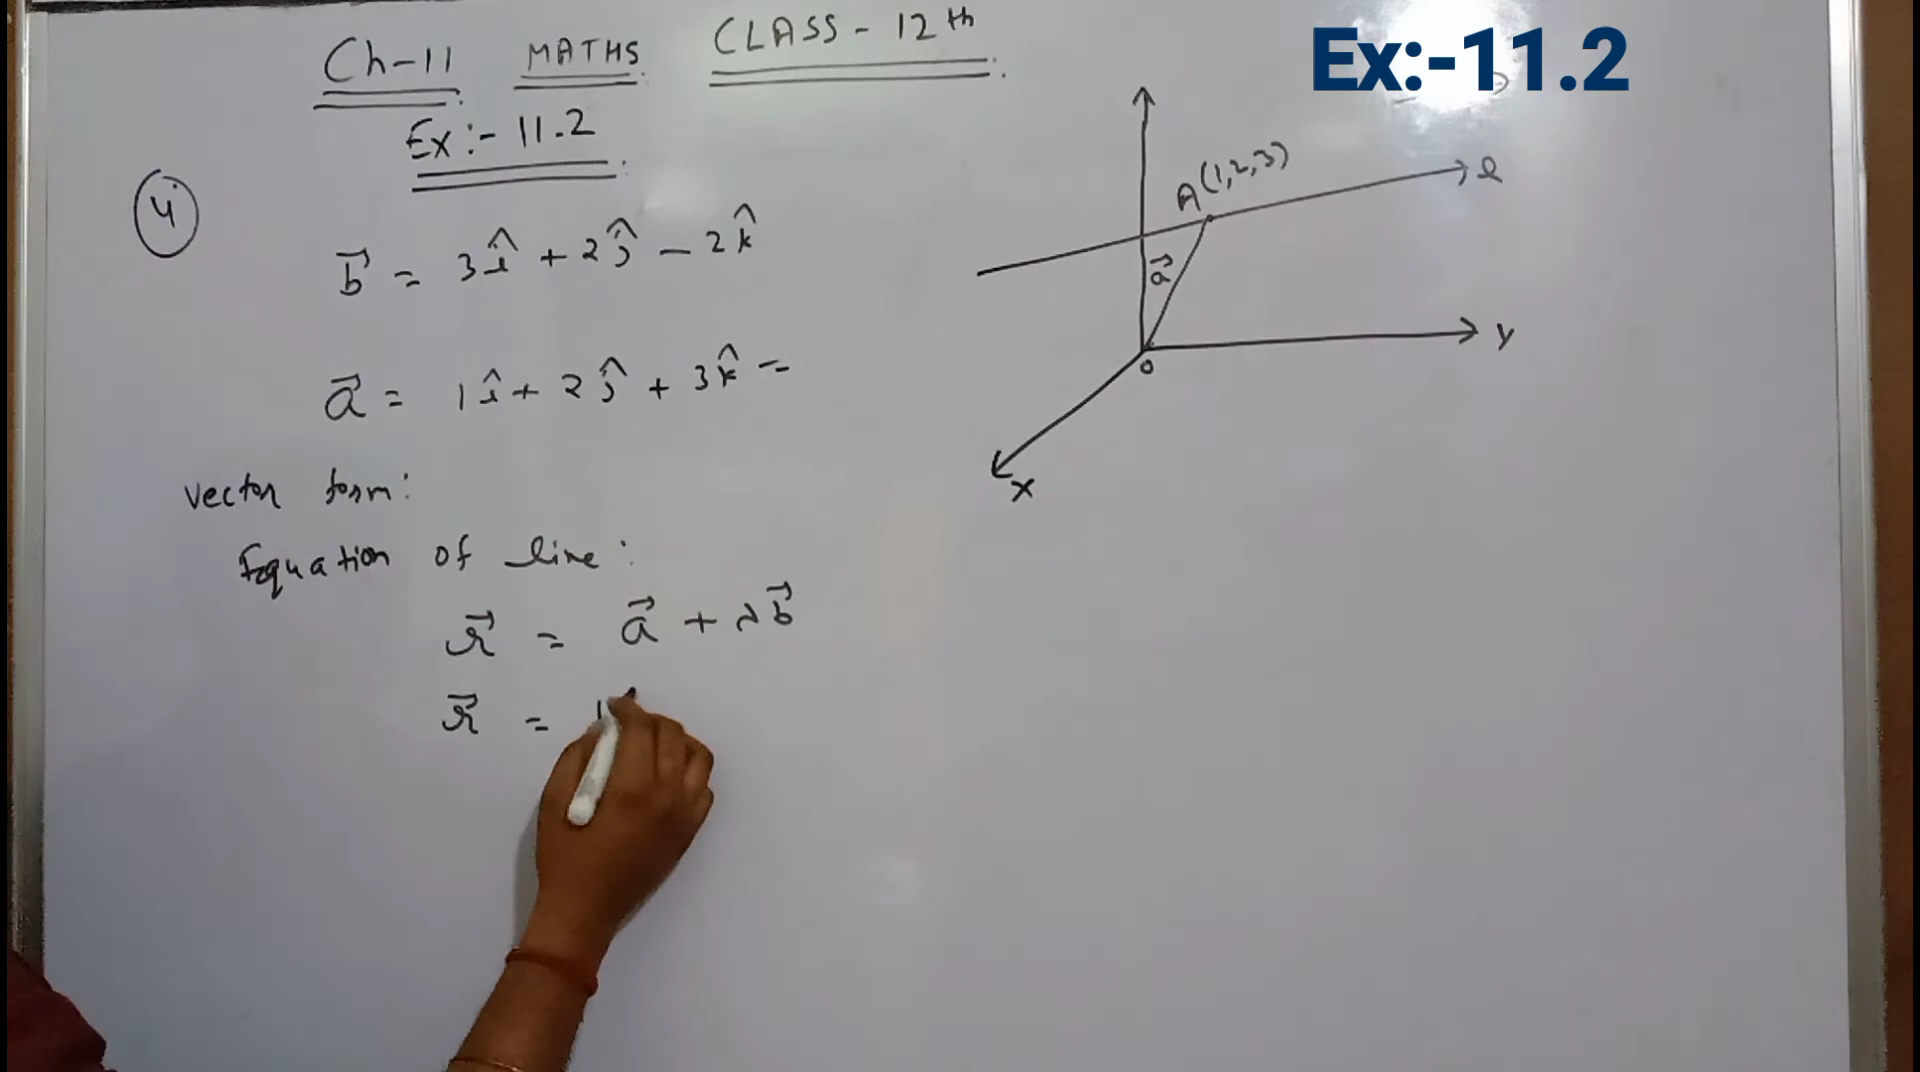 Ch-11 MATHS CLASS - 12th
Ex:-11.2
Ex:- 11.2
4
b⃗ = 3î + 2ĵ - 2k̂
a⃗ = 1î + 2ĵ + 3k̂ -
Vector form:
Equation of line:
r⃗ = a⃗ + λb⃗
r⃗ = 1
A(1,2,3)
l
a⃗
y
O
x